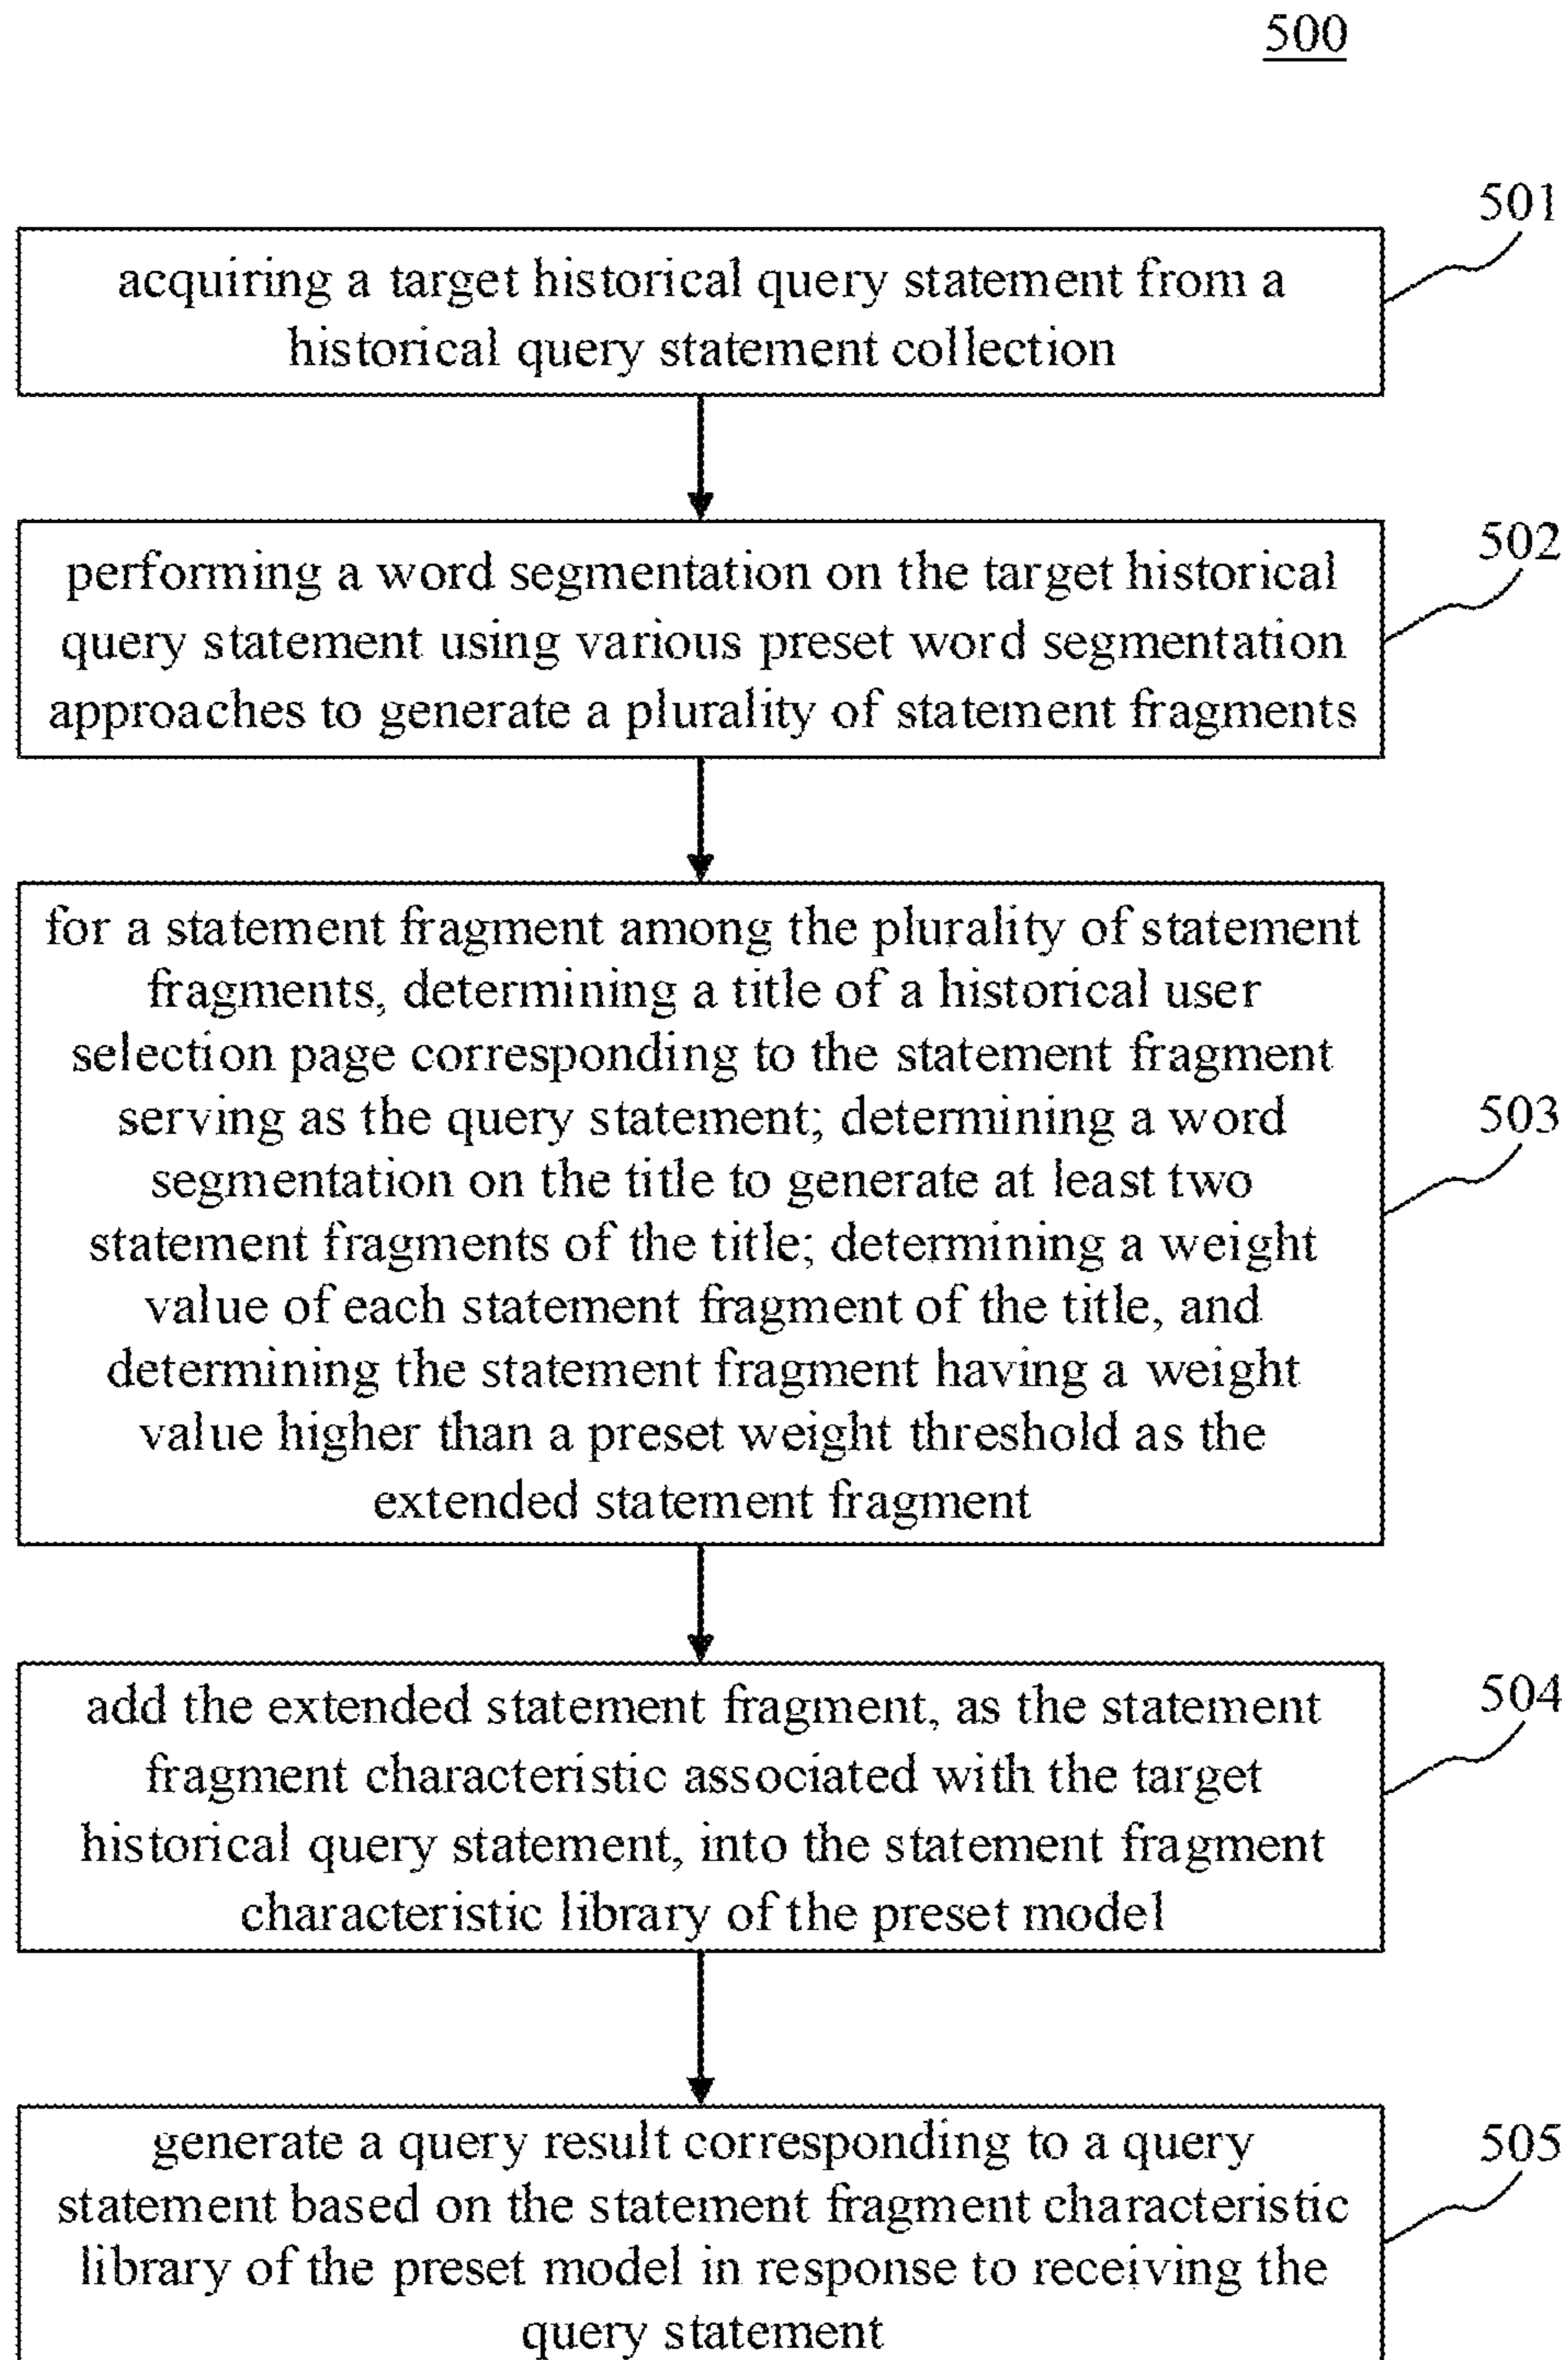 500
501
acquiring a target historical query statement from a
historical query statement collection
502
performing a word segmentation on the target historical
query statement using various preset word segmentation
approaches to generate a plurality of statement fragments
for a statement fragment among the plurality of statement
fragments, determining a title of a historical user
selection page corresponding to the statement fragment
serving as the query statement; determining a word
503
segmentation on the title to generate at least two
statement fragments of the title; determining a weight
value of each statement fragment of the title, and
determining the statement fragment having a weight
value higher than a preset weight threshold as the
extended statement fragment
504
add the extended statement fragment, as the statement
fragment characteristic associated with the target
historical query statement, into the statement fragment
characteristic library of the preset model
505
generate a query result corresponding to a query
statement based on the statement fragment characteristic
library of the preset model in response to receiving the
query statement